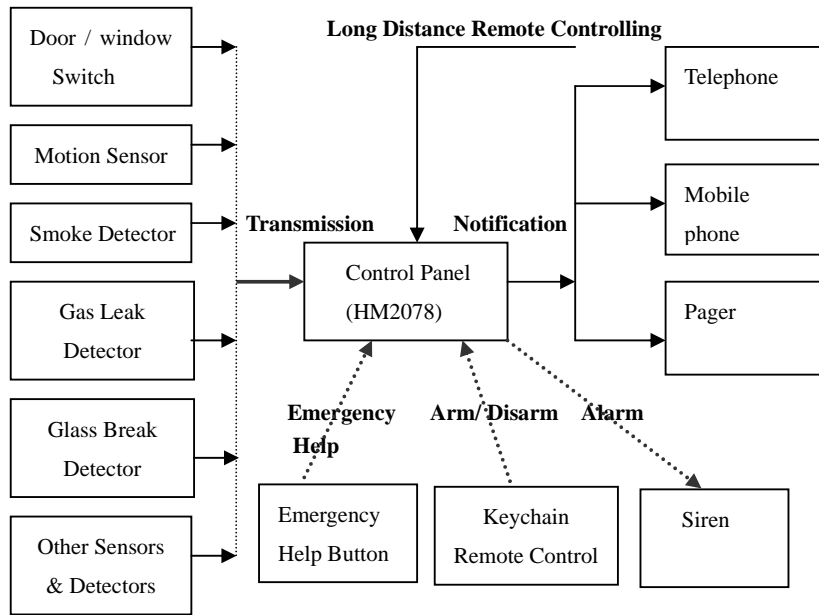 Door / window
Switch
Motion Sensor
Smoke Detector
Gas Leak
Detector
Glass Break
Detector
Other Sensors
& Detectors
Long Distance Remote Controlling
Transmission
Notification
Control Panel
(HM2078)
Telephone
Mobile
phone
Pager
Emergency
Help
Arm/ Disarm
Alarm
Emergency
Help Button
Keychain
Remote Control
Siren